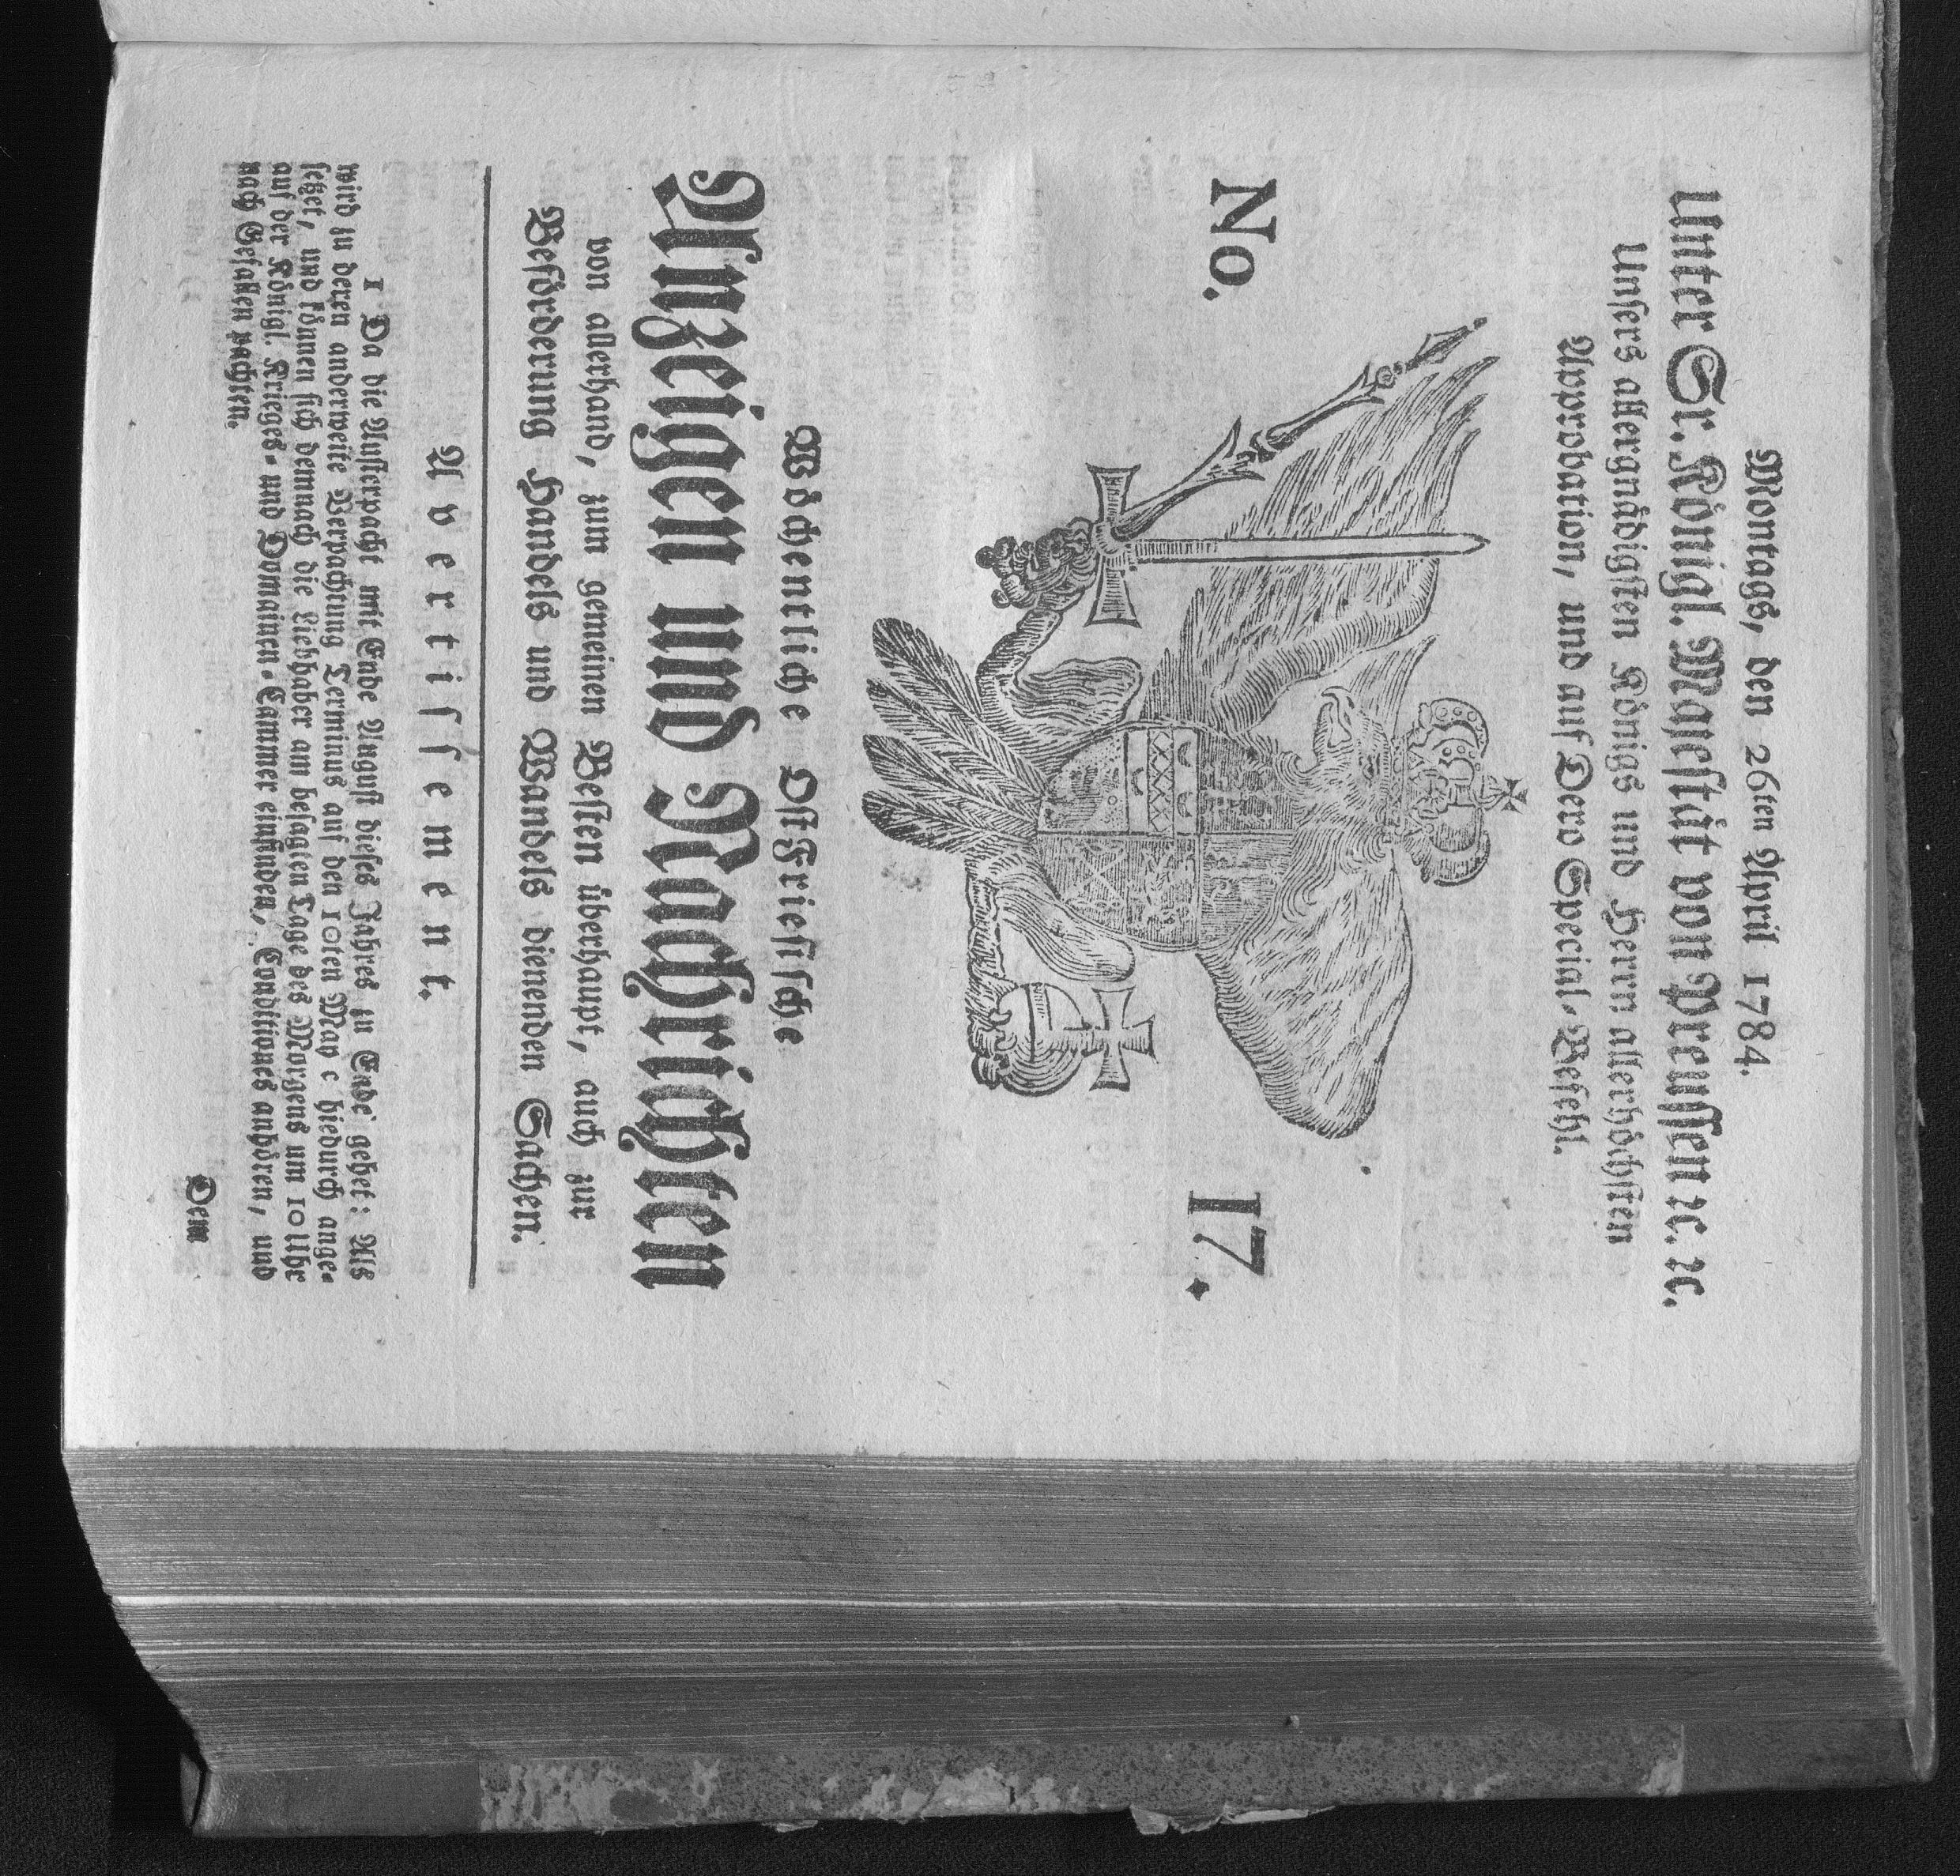 Montags, den 26ten April 1784.
Unter Sr. Königl. Majestät von Preussen ꝛc. ꝛc.
Unsers allergnädigsten Königs und Herrn allerhöchsten
Approbation, und auf Dero Special-Befehl.
No. 17.
Wöchentliche Ostfriesische
Anzeigen und Nachrichten
von allerhand, zum gemeinen Besten überhaupt, auch zur
Beförderung Handels und Wandels dienenden Sachen.
Avertissement.
1 Da die Austerpacht mit Ende August dieses Jahres zu Ende gehet: Als
wird zu deren anderweite Verpachtung Terminus auf den 10ten May c hiedurch ange-
setzet, und können sich demnach die Liebhaber am besagten Tage des Morgens um 10 Uhr
auf der Königl. Krieges- und Domainen-Cammer einfinden, Conditiones anhören, und
nach Gefallen pachten.
Dem